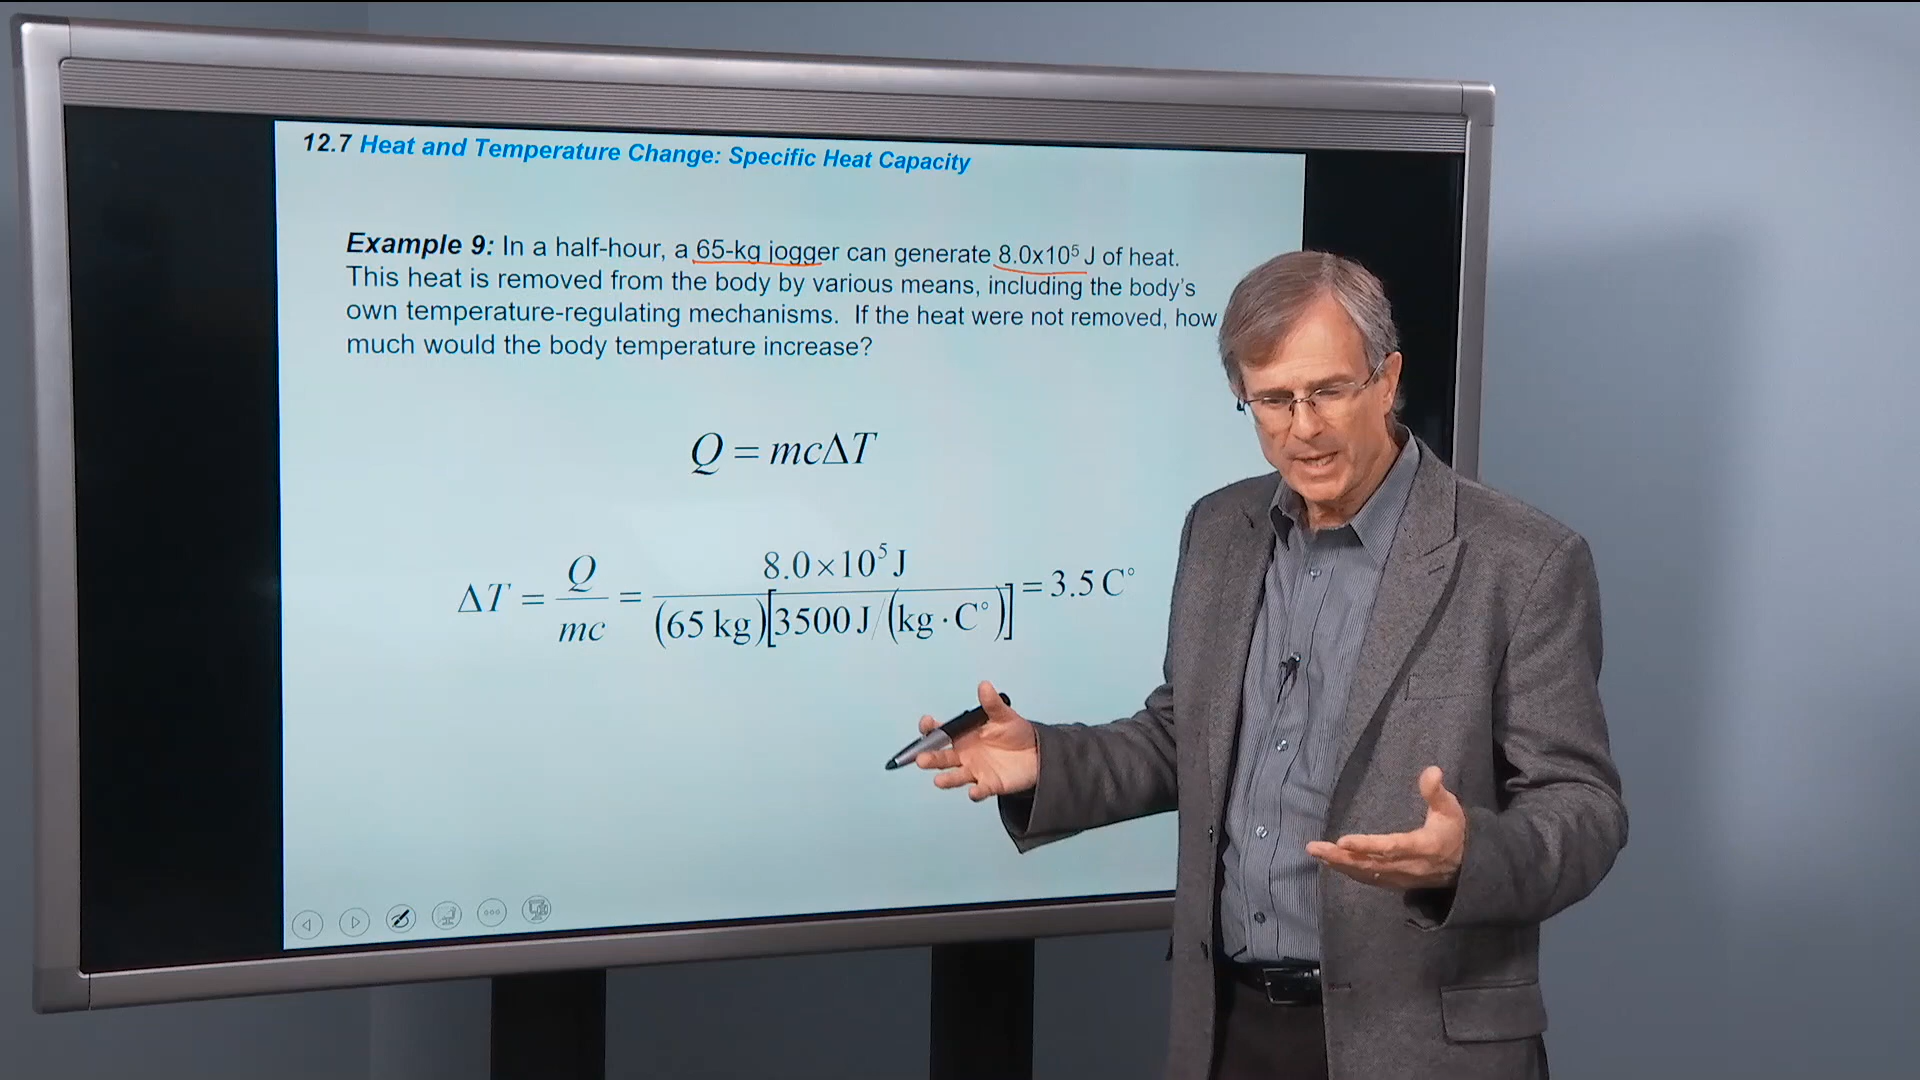 12.7 Heat and Temperature Change: Specific Heat Capacity
Example 9: In a half-hour, a 65-kg jogger can generate 8.0x10⁵ J of heat.
This heat is removed from the body by various means, including the body's
own temperature-regulating mechanisms. If the heat were not removed, how
much would the body temperature increase?
Q = mcΔT
ΔT = Q/mc = 8.0×10⁵ J/(65 kg)[3500 J/(kg·C°)] = 3.5 C°